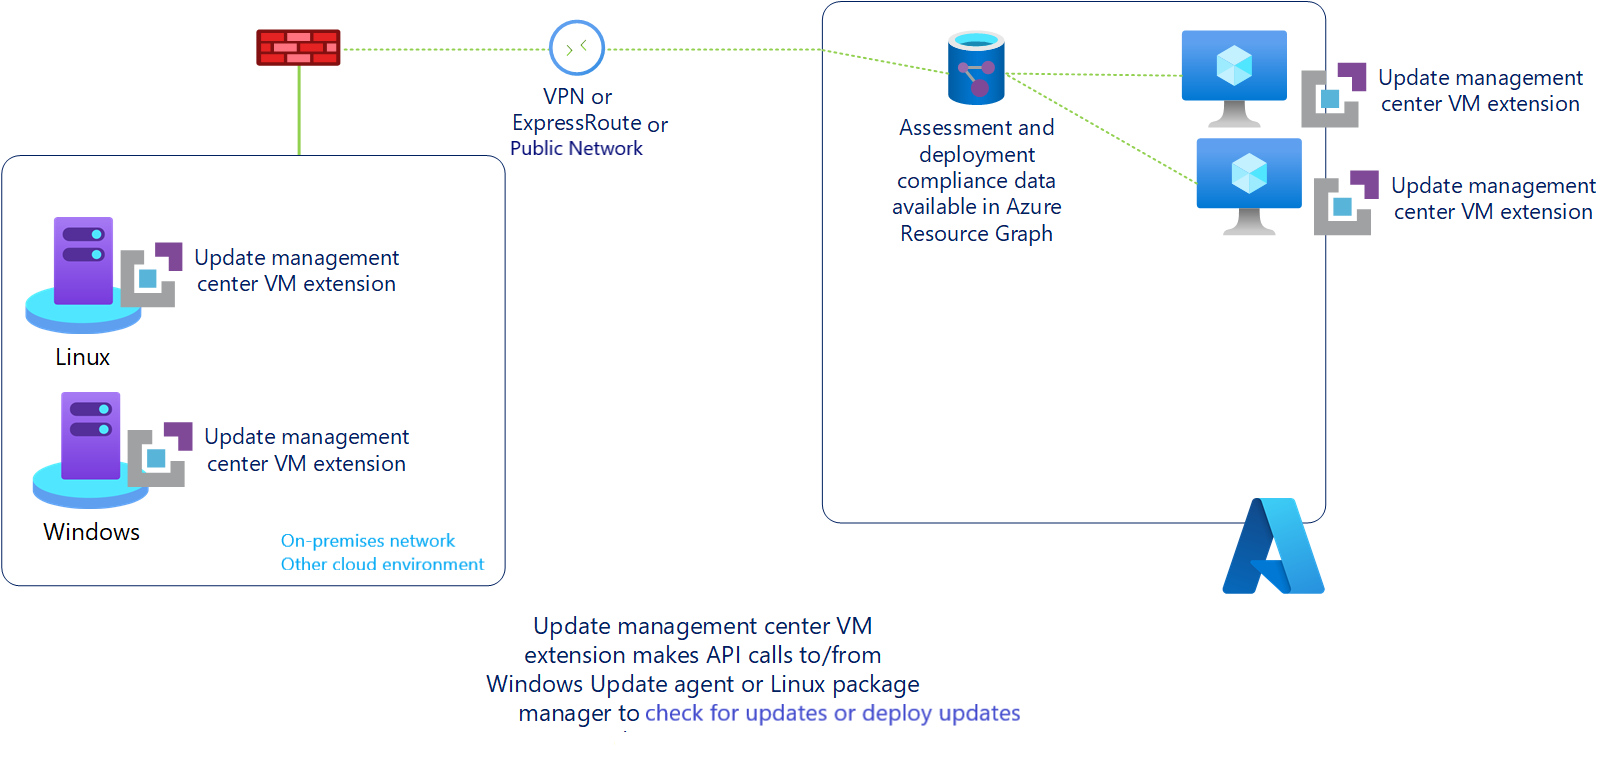 VPN or
ExpressRoute or
Public Network
Assessment and
deployment
compliance data
available in Azure
Resource Graph
Update management
center VM extension
Update management
center VM extension
Update management
center VM extension
Linux
Update management
center VM extension
Windows
On-premises network
Other cloud environment
Update management center VM
extension makes API calls to/from
Windows Update agent or Linux package
manager to check for updates or deploy updates